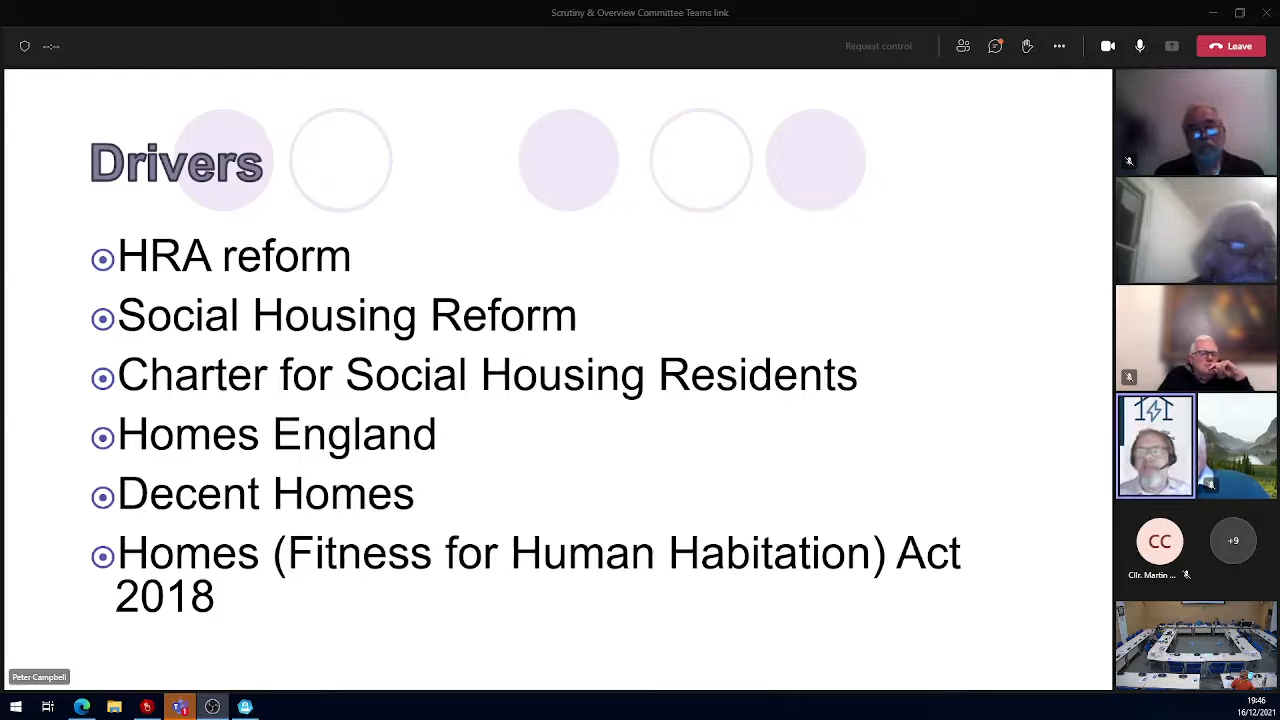 Scrutiny & Overview Committee Teams link
--:--
Request control
Leave
Drivers
HRA reform
Social Housing Reform
Charter for Social Housing Residents
Homes England
Decent Homes
Homes (Fitness for Human Habitation) Act
2018
CC
+9
Cllr. Martin ...
Peter Campbell
19:46
16/12/2021